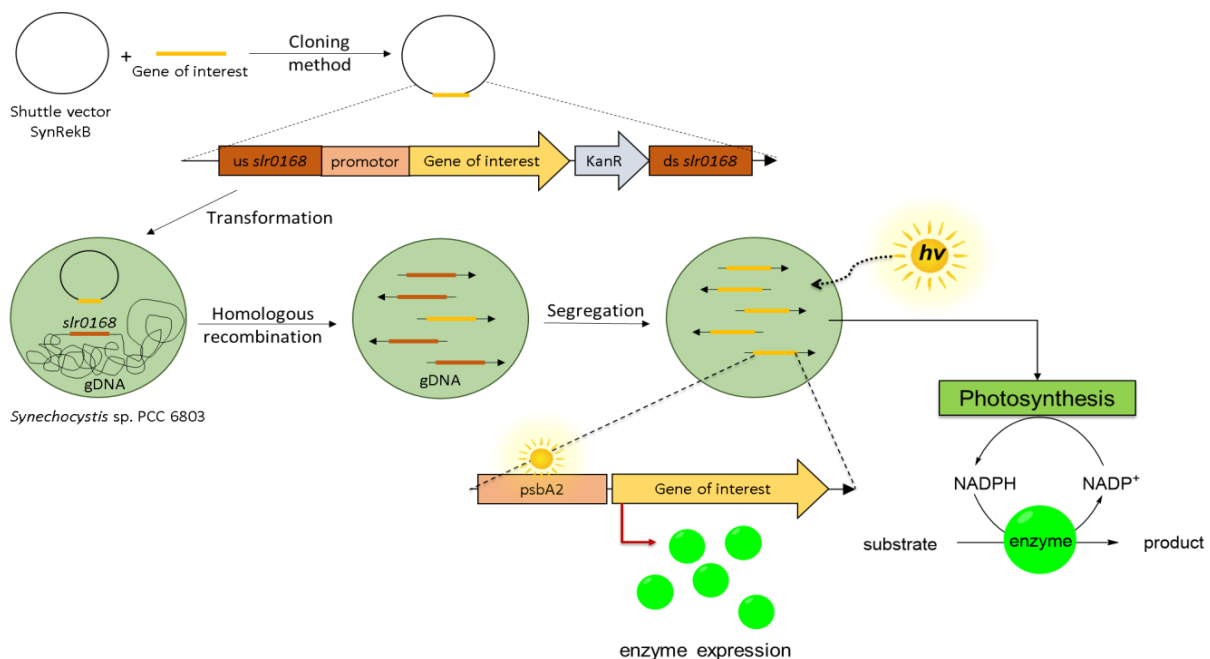 Shuttle vector
SynRekB
+
Gene of interest
Cloning
method
us slr0168
promotor
Gene of interest
KanR
ds slr0168
Transformation
slr0168
gDNA
Synechocystis sp. PCC 6803
Homologous
recombination
gDNA
Segregation
hv
psbA2
Gene of interest
enzyme expression
Photosynthesis
NADPH
NADP⁺
substrate
enzyme
product